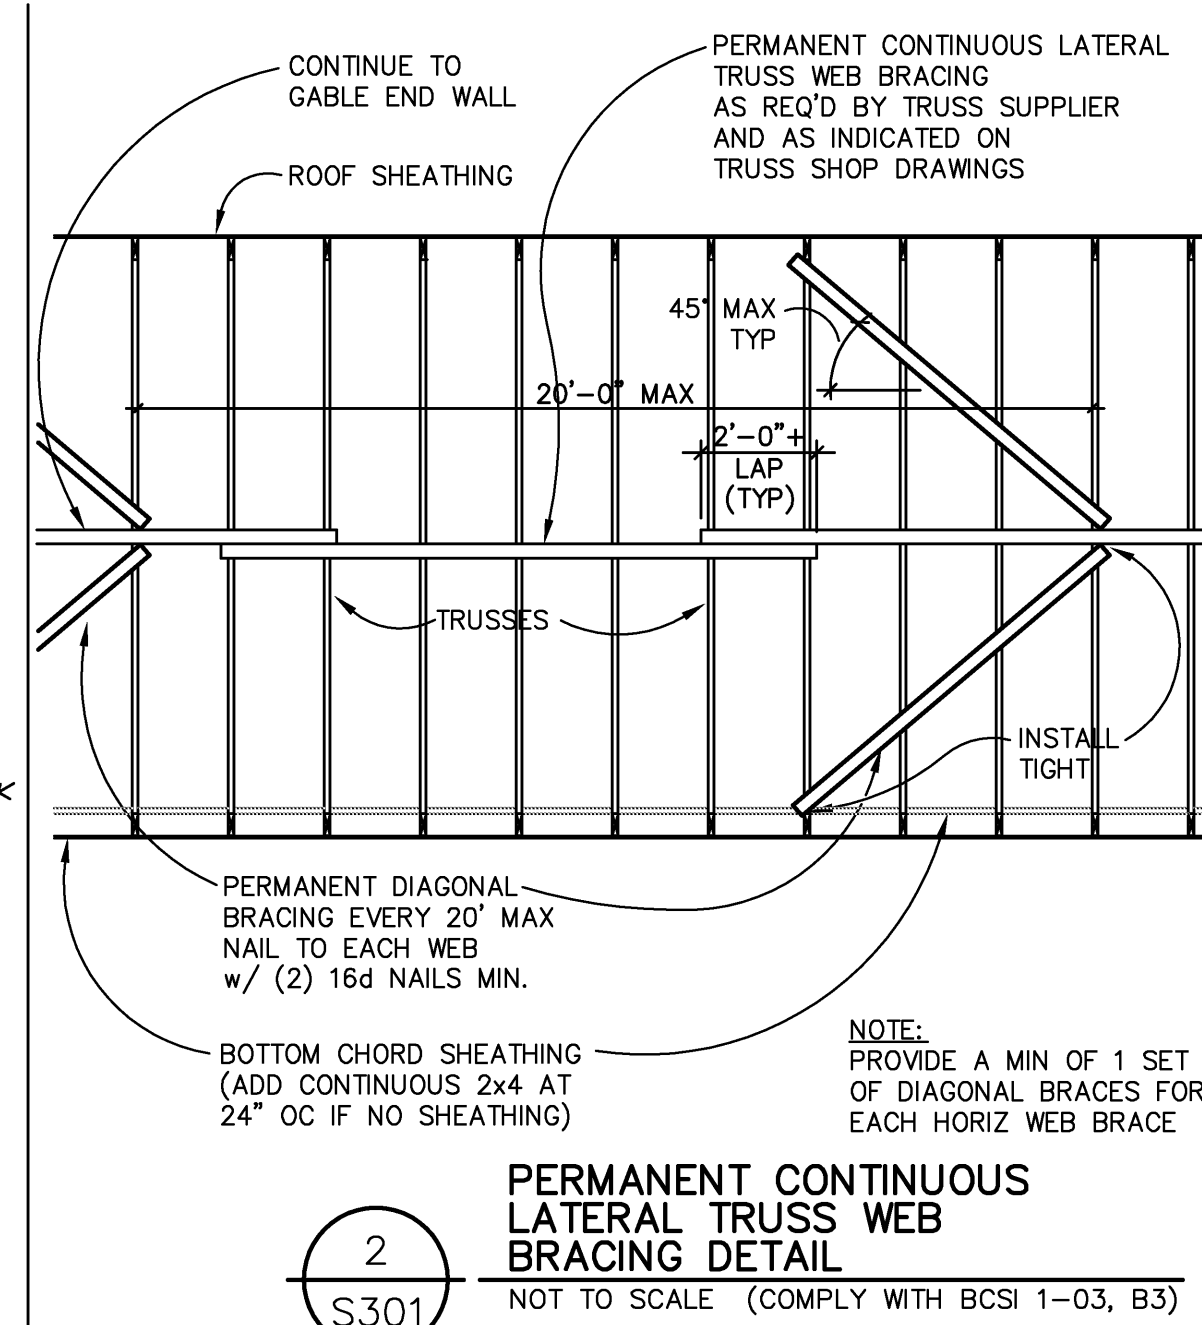 CONTINUE TO
GABLE END WALL
PERMANENT CONTINUOUS LATERAL
TRUSS WEB BRACING
AS REQ'D BY TRUSS SUPPLIER
AND AS INDICATED ON
TRUSS SHOP DRAWINGS
ROOF SHEATHING
45° MAX
TYP
20'-0" MAX
2'-0"+
LAP
(TYP)
TRUSSES
INSTALL
TIGHT
PERMANENT DIAGONAL
BRACING EVERY 20' MAX
NAIL TO EACH WEB
w/ (2) 16d NAILS MIN.
BOTTOM CHORD SHEATHING
(ADD CONTINUOUS 2x4 AT
24" OC IF NO SHEATHING)
NOTE:
PROVIDE A MIN OF 1 SET
OF DIAGONAL BRACES FOR
EACH HORIZ WEB BRACE
PERMANENT CONTINUOUS
LATERAL TRUSS WEB
BRACING DETAIL
2
S301
NOT TO SCALE (COMPLY WITH BCSI 1-03, B3)